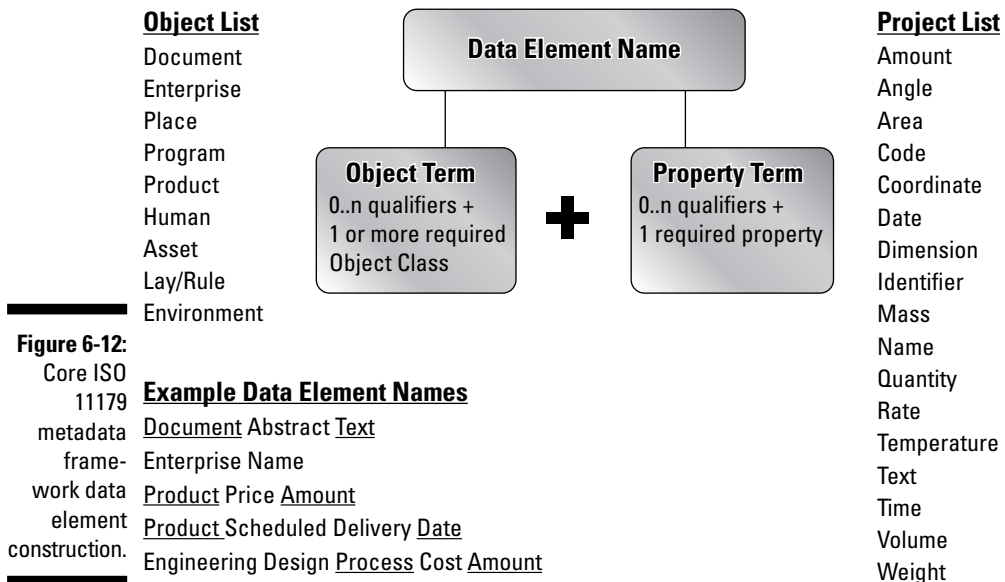 Object List
Document
Enterprise
Place
Program
Product
Human
Asset
Lay/Rule
Environment
Data Element Name
Object Term
0..n qualifiers +
1 or more required
Object Class
Property Term
0..n qualifiers +
1 required property
Project List
Amount
Angle
Area
Code
Coordinate
Date
Dimension
Identifier
Mass
Name
Quantity
Rate
Temperature
Text
Time
Volume
Weight
Figure 6-12:
Core ISO
11179
metadata
frame-
work data
element
construction.
Example Data Element Names
Document Abstract Text
Enterprise Name
Product Price Amount
Product Scheduled Delivery Date
Engineering Design Process Cost Amount